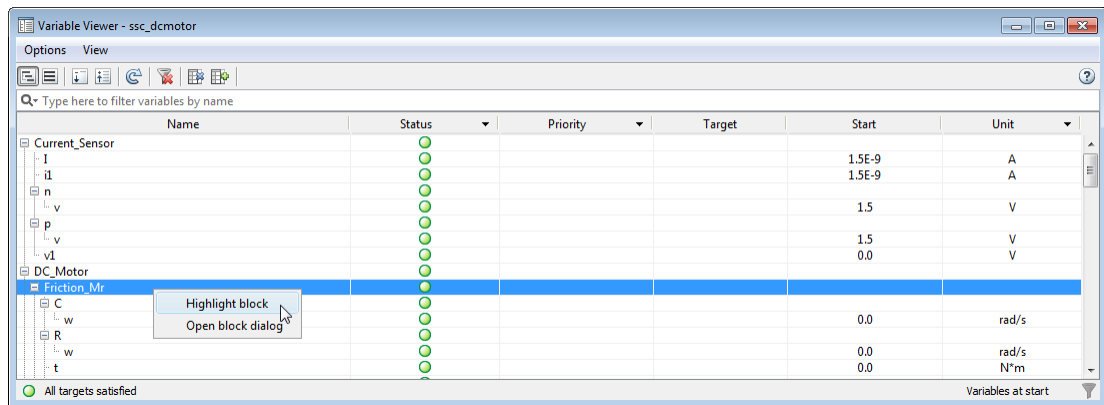 Variable Viewer - ssc_dcmotor
Options View
Type here to filter variables by name
Name Status Priority Target Start Unit
Current_Sensor
I 1.5E-9 A
i1 1.5E-9 A
n
v 1.5 V
p
v 1.5 V
v1 0.0 V
DC_Motor
Friction_Mr
C
Highlight block
w 0.0 rad/s
Open block dialog
R
w 0.0 rad/s
t 0.0 N*m
All targets satisfied Variables at start